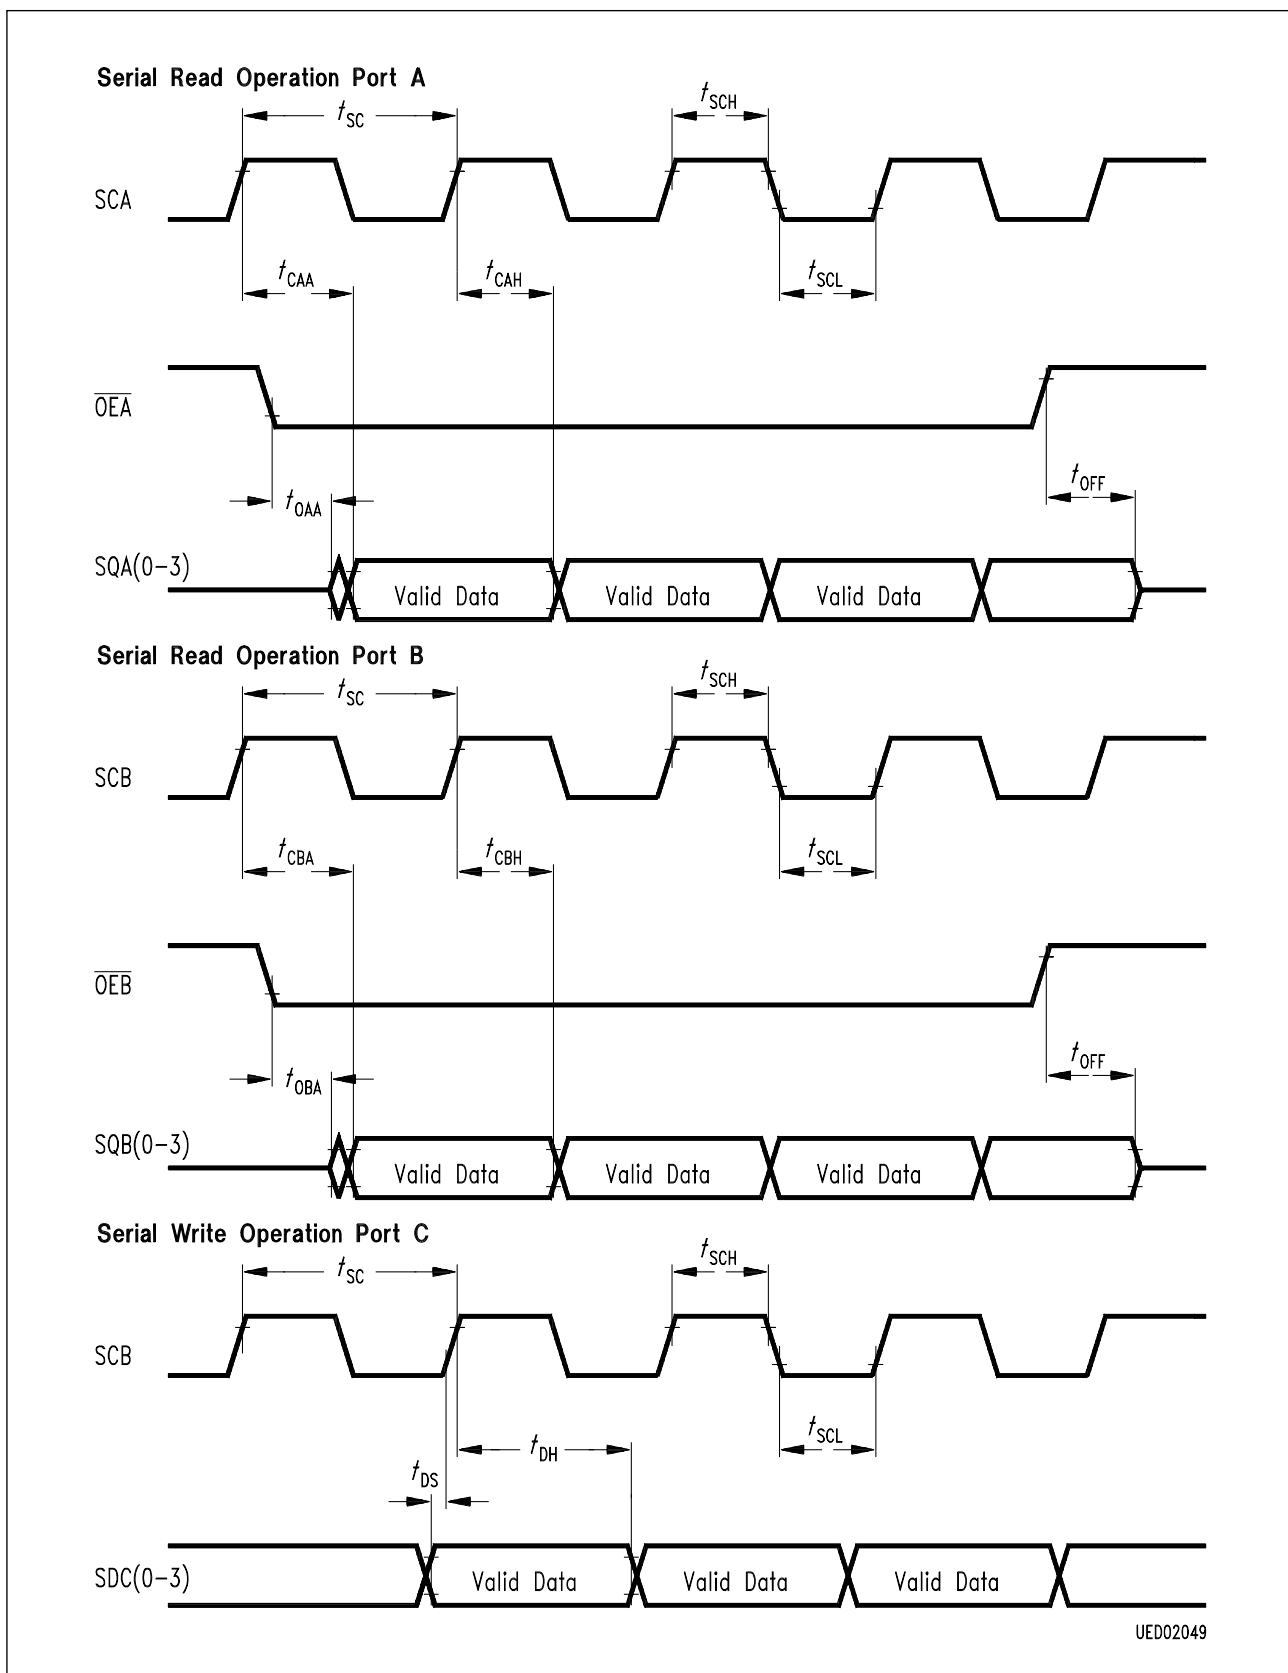 Serial Read Operation Port A
tSC
tSCH
SCA
tCAA
tCAH
tSCL
OEA
tOAA
tOFF
SQA(0-3)
Valid Data Valid Data Valid Data
Serial Read Operation Port B
tSC
tSCH
SCB
tCBA
tCBH
tSCL
OEB
tOBA
tOFF
SQB(0-3)
Valid Data Valid Data Valid Data
Serial Write Operation Port C
tSC
tSCH
SCB
tDH
tSCL
tDS
SDC(0-3)
Valid Data Valid Data Valid Data
UED02049